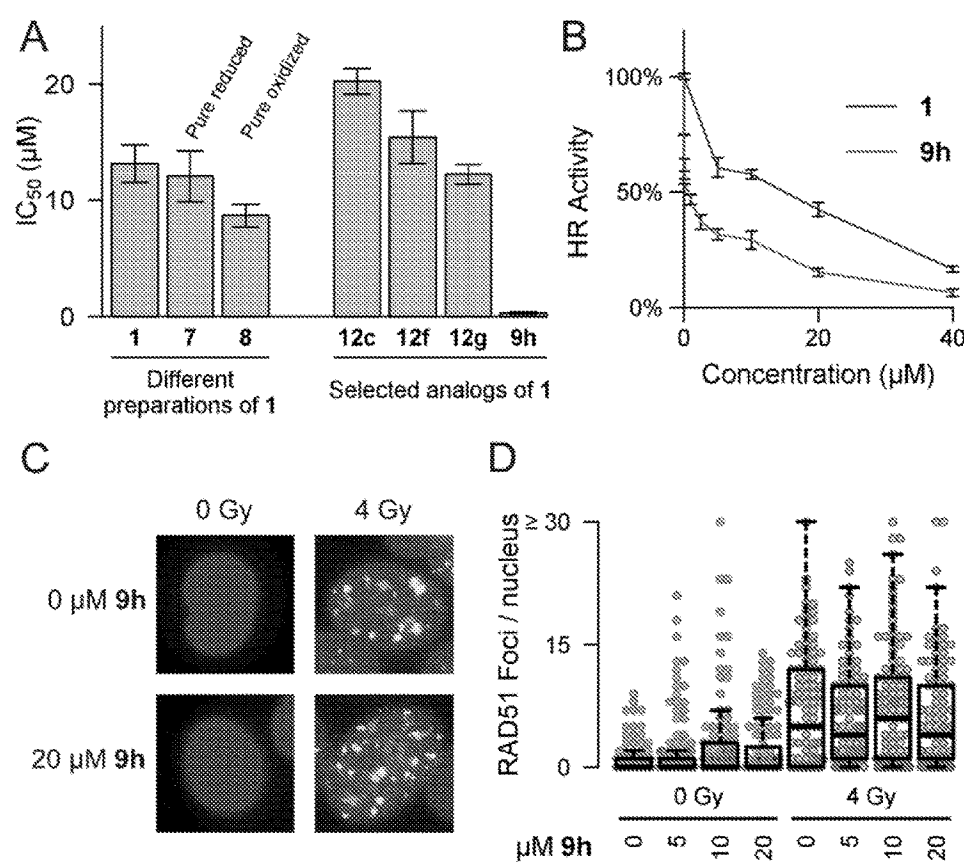 A
IC50 (µM)
20
10
0
Pure reduced
Pure oxidized
1 7 8 12c 12f 12g 9h
Different
preparations of 1
Selected analogs of 1
B
HR Activity
100%
50%
0%
1
9h
0 20 40
Concentration (µM)
C
0 Gy 4 Gy
0 µM 9h
20 µM 9h
D
RAD51 Foci / nucleus
≥ 30
15
0
0 Gy 4 Gy
µM 9h 0 5 10 20 0 5 10 20